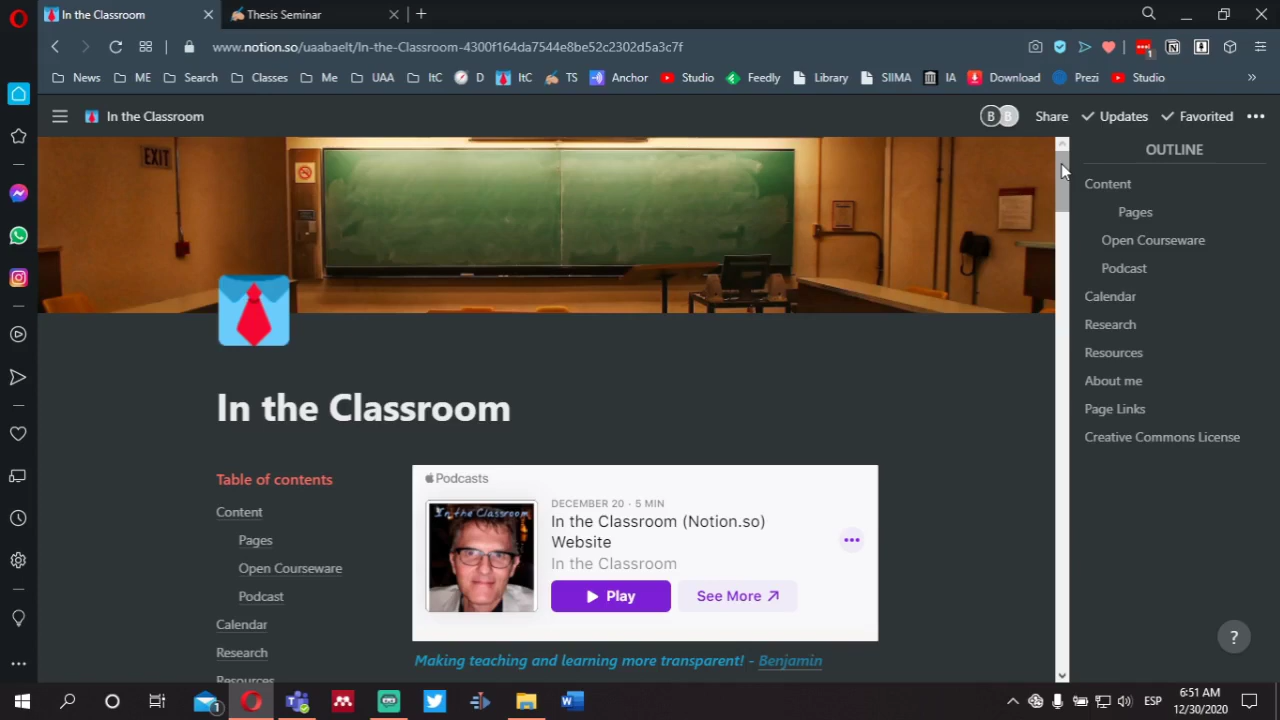 In the Classroom
Thesis Seminar
www.notion.so/uaabaelt/In-the-Classroom-4300f164da7544e8be52c2302d5a3c7f
1
News ME Search Classes Me UAA ItC D ItC TS Anchor Studio Feedly Library SIIMA IA Download Prezi Studio »
In the Classroom
B B Share Updates Favorited •••
EXIT
OUTLINE
Content
Pages
Open Courseware
Podcast
Calendar
Research
Resources
About me
Page Links
Creative Commons License
In the Classroom
Table of contents
Content
Pages
Open Courseware
Podcast
Calendar
Research
Resources
Podcasts
In the Classroom
DECEMBER 20 · 5 MIN
In the Classroom (Notion.so)
Website
In the Classroom
Play See More
Making teaching and learning more transparent! - Benjamin
?
1
ESP
6:51 AM
12/30/2020